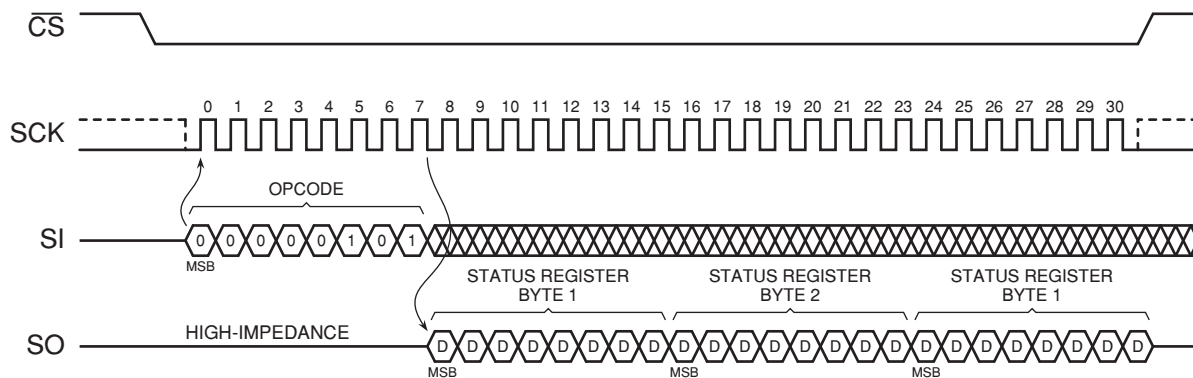 CS
SCK
0 1 2 3 4 5 6 7 8 9 10 11 12 13 14 15 16 17 18 19 20 21 22 23 24 25 26 27 28 29 30
OPCODE
SI
0 0 0 0 0 1 0 1
MSB
STATUS REGISTER
BYTE 1
STATUS REGISTER
BYTE 2
STATUS REGISTER
BYTE 1
SO
HIGH-IMPEDANCE
D D D D D D D D D D D D D D D D D D D D D D D D
MSB
MSB
MSB